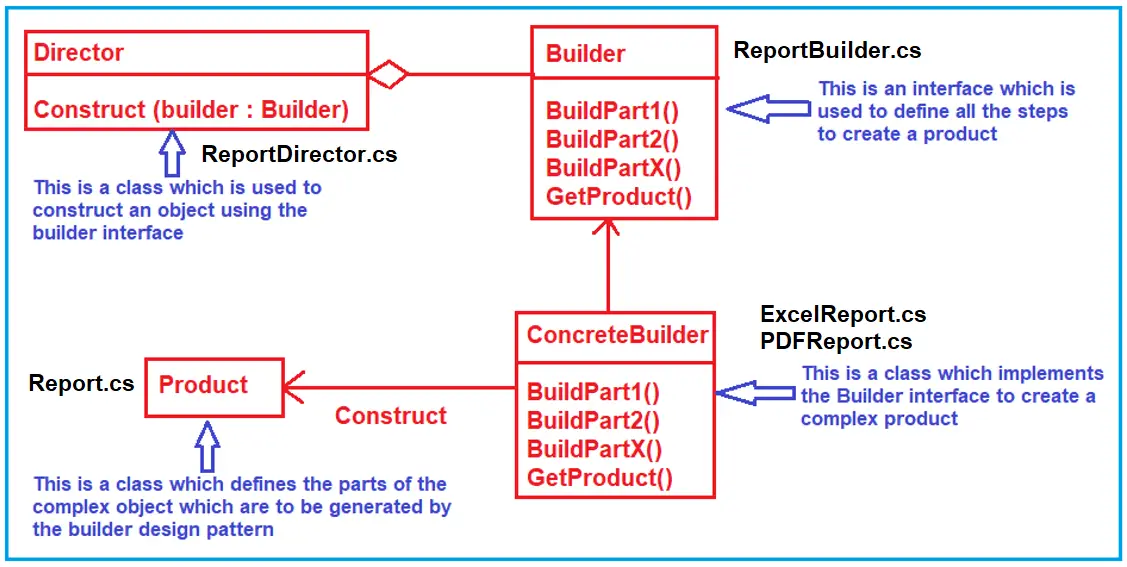 Director
Construct (builder : Builder)
ReportDirector.cs
This is a class which is used to
construct an object using the
builder interface
Builder
BuildPart1()
BuildPart2()
BuildPartX()
GetProduct()
ReportBuilder.cs
This is an interface which is
used to define all the steps
to create a product
ConcreteBuilder
BuildPart1()
BuildPart2()
BuildPartX()
GetProduct()
ExcelReport.cs
PDFReport.cs
This is a class which implements
the Builder interface to create a
complex product
Report.cs
Product
Construct
This is a class which defines the parts of the
complex object which are to be generated by
the builder design pattern